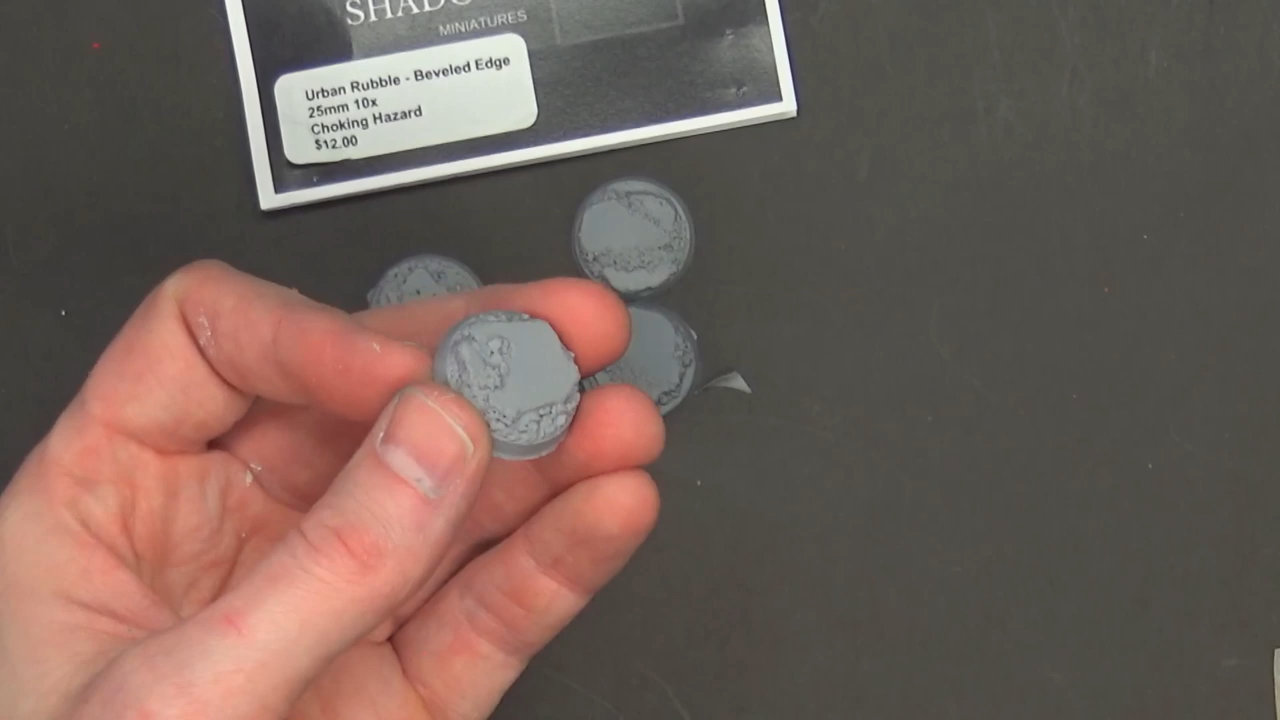 MINIATURES
Urban Rubble - Beveled Edge
25mm 10x
Choking Hazard
$12.00